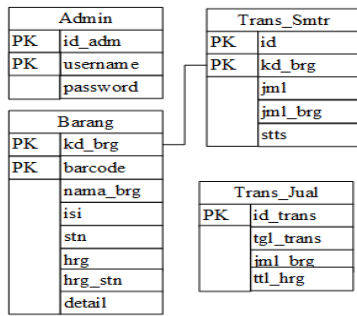 Admin
PK id_adm
PK username
password
Barang
PK kd_brg
PK barcode
nama_brg
isi
stn
hrg
hrg_stn
detail
Trans_Smtr
PK id
PK kd_brg
jml
jml_brg
stts
Trans_Jual
PK id_trans
tgl_trans
jml_brg
ttl_hrg